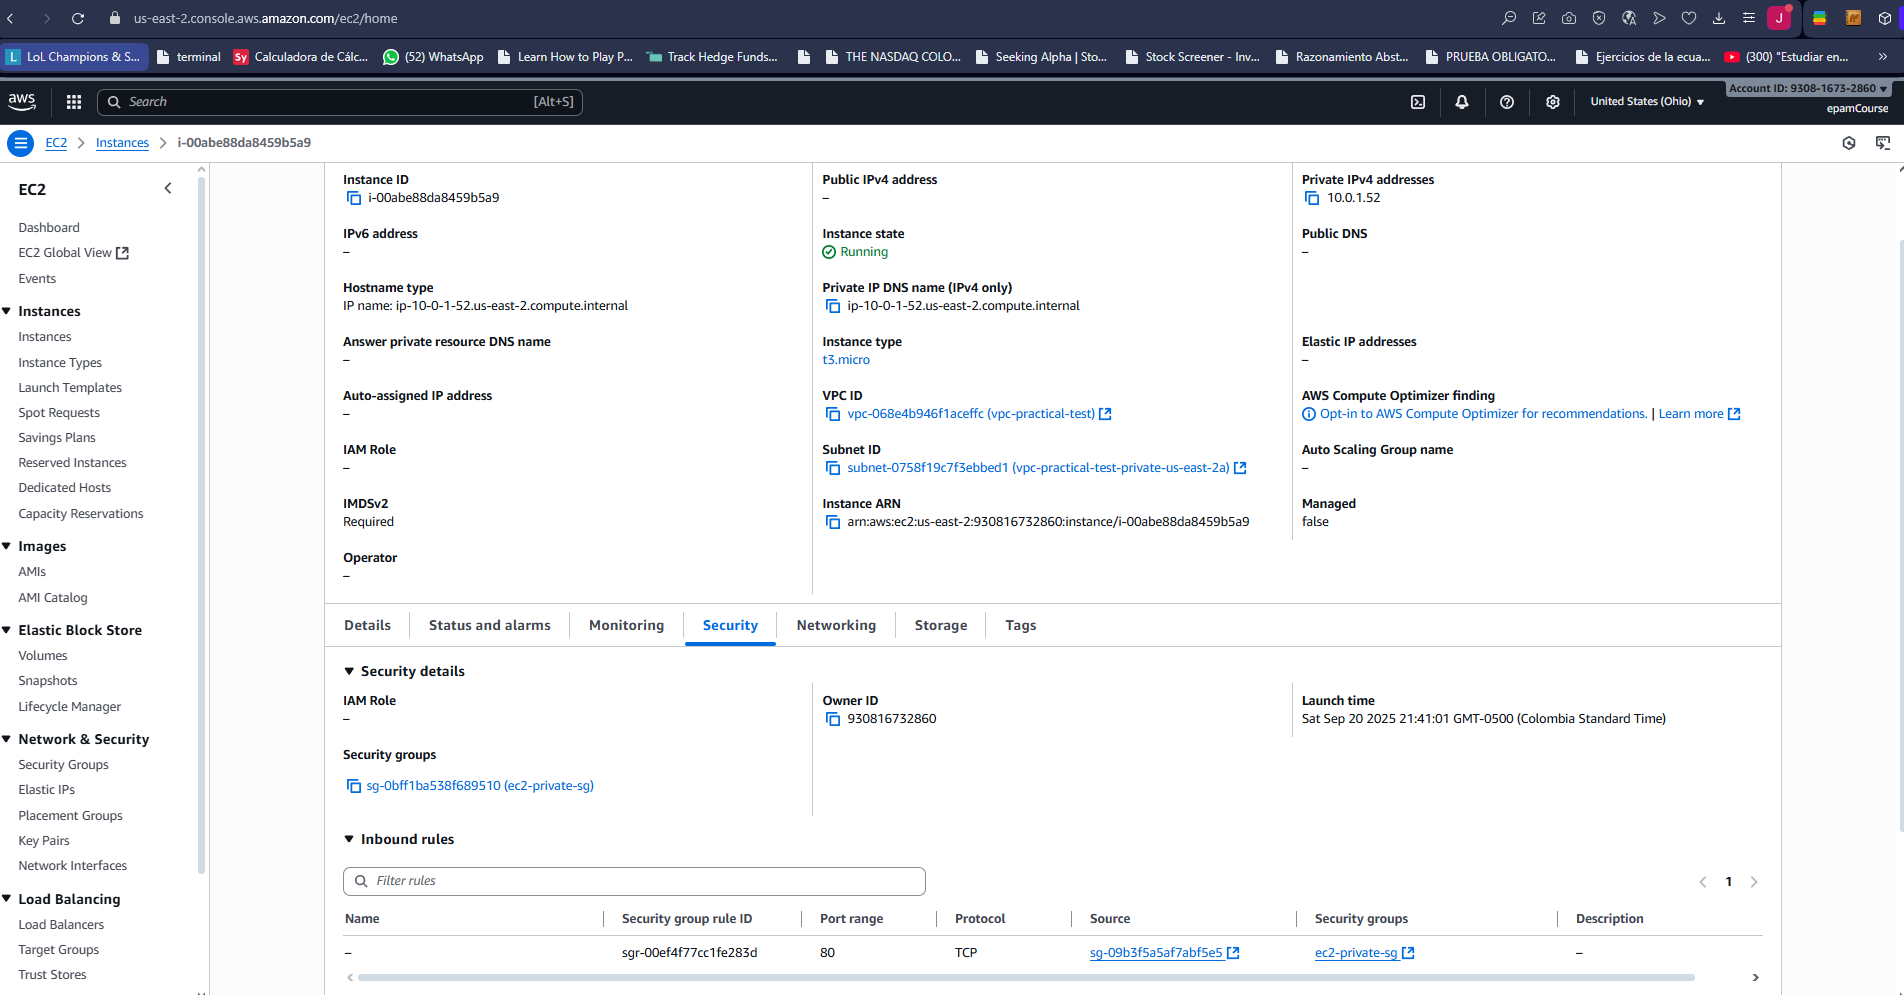 us-east-2.console.aws.amazon.com/ec2/home
J
L LoL Champions & S...
terminal
Sy Calculadora de Cálc...
(52) WhatsApp
Learn How to Play P...
Track Hedge Funds...
THE NASDAQ COLO...
Seeking Alpha | Sto...
Stock Screener - Inv...
Razonamiento Abst...
PRUEBA OBLIGATO...
Ejercicios de la ecua...
(300) "Estudiar en...
»
aws
Search
[Alt+S]
United States (Ohio)
Account ID: 9308-1673-2860
epamCourse
EC2
Instances
i-00abe88da8459b5a9
EC2
Dashboard
EC2 Global View
Events
Instances
Instances
Instance Types
Launch Templates
Spot Requests
Savings Plans
Reserved Instances
Dedicated Hosts
Capacity Reservations
Images
AMIs
AMI Catalog
Elastic Block Store
Volumes
Snapshots
Lifecycle Manager
Network & Security
Security Groups
Elastic IPs
Placement Groups
Key Pairs
Network Interfaces
Load Balancing
Load Balancers
Target Groups
Trust Stores
Instance ID
i-00abe88da8459b5a9
Public IPv4 address
–
Private IPv4 addresses
10.0.1.52
IPv6 address
–
Instance state
Running
Public DNS
–
Hostname type
IP name: ip-10-0-1-52.us-east-2.compute.internal
Private IP DNS name (IPv4 only)
ip-10-0-1-52.us-east-2.compute.internal
Answer private resource DNS name
–
Instance type
t3.micro
Elastic IP addresses
–
Auto-assigned IP address
–
VPC ID
vpc-068e4b946f1aceffc (vpc-practical-test)
AWS Compute Optimizer finding
Opt-in to AWS Compute Optimizer for recommendations. | Learn more
IAM Role
–
Subnet ID
subnet-0758f19c7f3ebbed1 (vpc-practical-test-private-us-east-2a)
Auto Scaling Group name
–
IMDSv2
Required
Instance ARN
arn:aws:ec2:us-east-2:930816732860:instance/i-00abe88da8459b5a9
Managed
false
Operator
–
Details
Status and alarms
Monitoring
Security
Networking
Storage
Tags
Security details
IAM Role
–
Owner ID
930816732860
Launch time
Sat Sep 20 2025 21:41:01 GMT-0500 (Colombia Standard Time)
Security groups
sg-0bff1ba538f689510 (ec2-private-sg)
Inbound rules
Filter rules
1
Name
Security group rule ID
Port range
Protocol
Source
Security groups
Description
–
sgr-00ef4f77cc1fe283d
80
TCP
sg-09b3f5a5af7abf5e5
ec2-private-sg
–